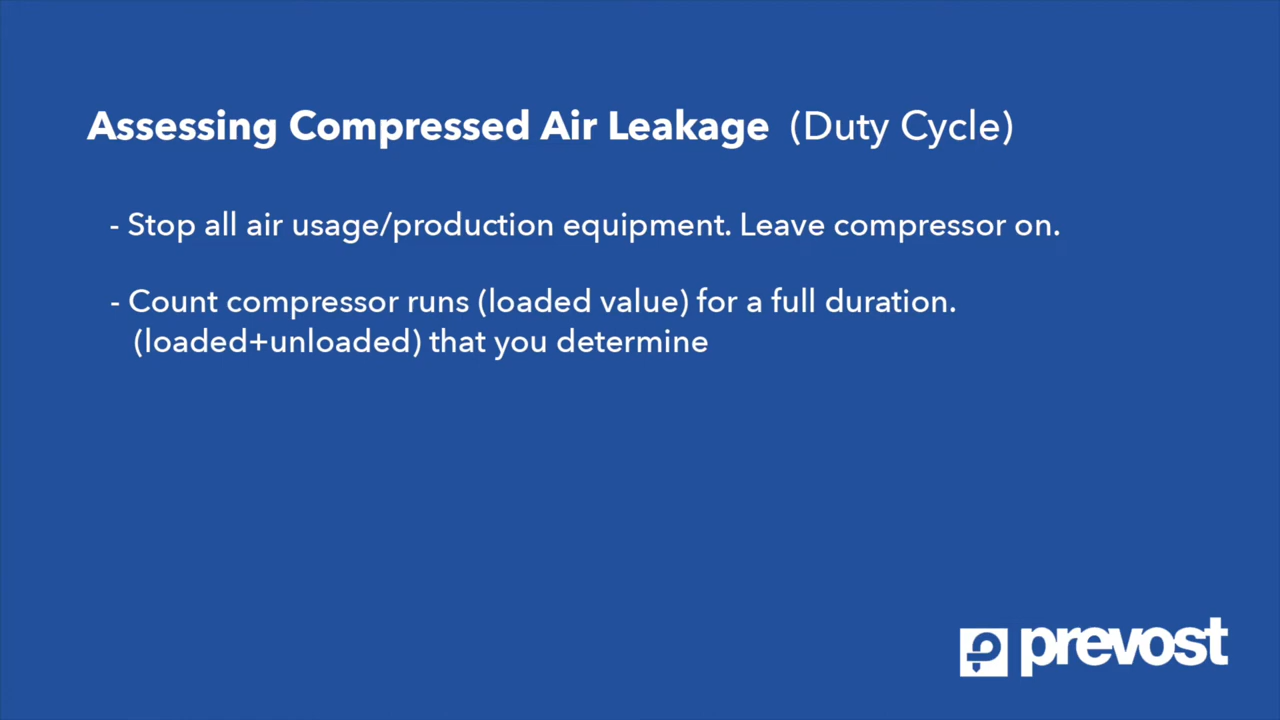 Assessing Compressed Air Leakage (Duty Cycle)
- Stop all air usage/production equipment. Leave compressor on.
- Count compressor runs (loaded value) for a full duration.
(loaded+unloaded) that you determine
prevost